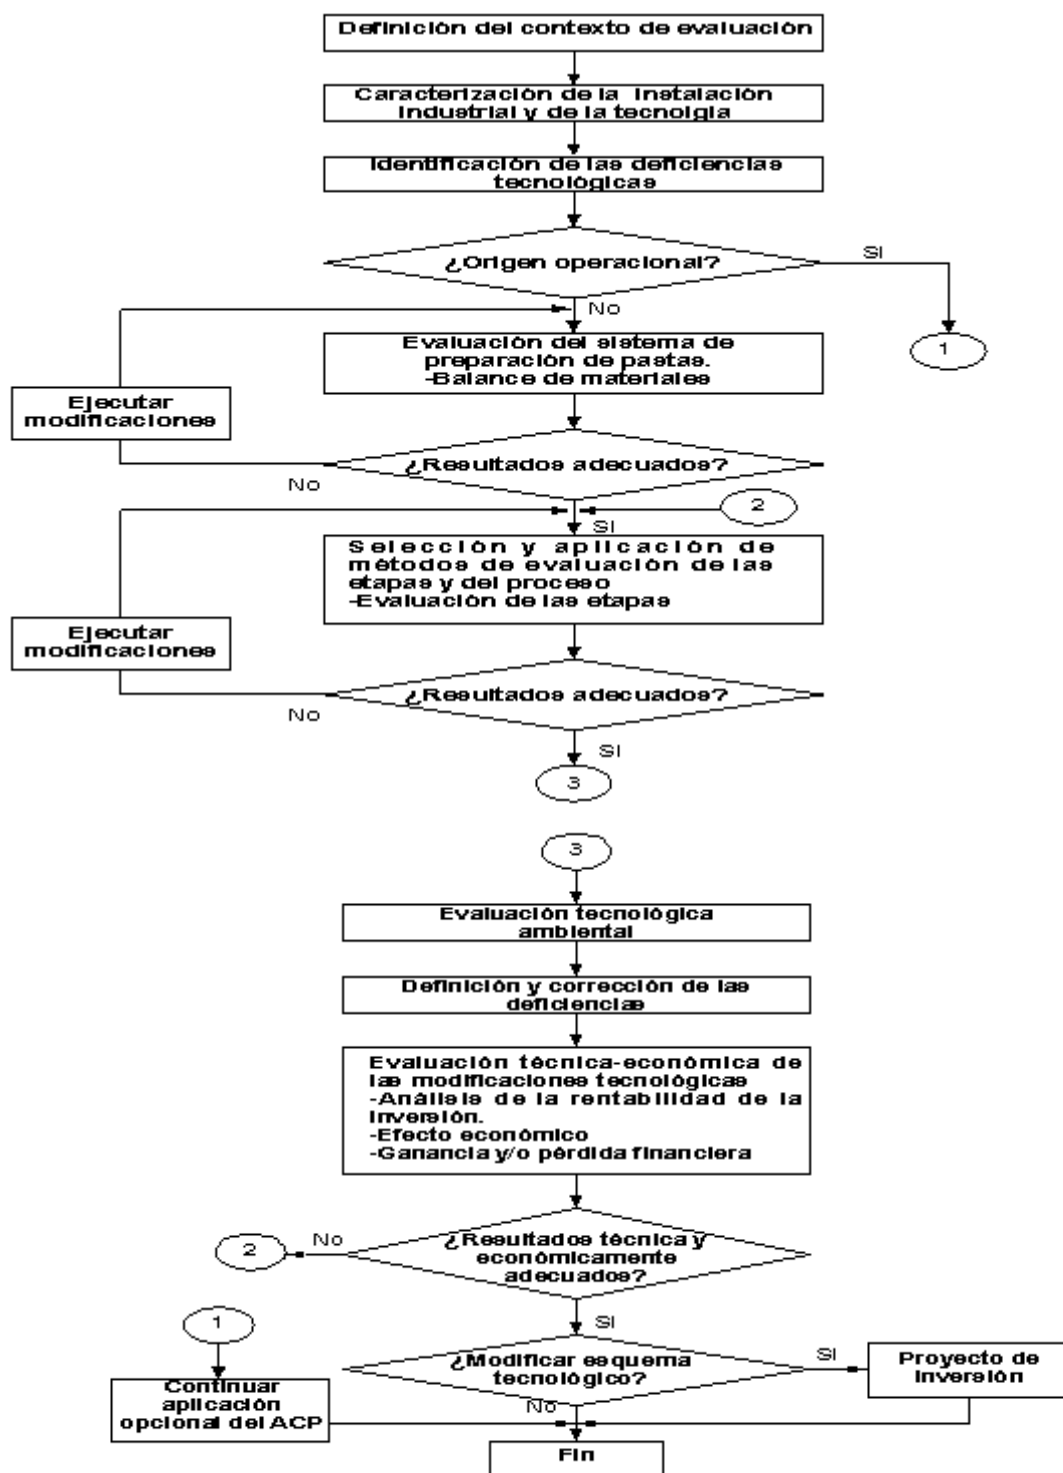 Definición del contexto de evaluación
Caracterización de la Instalación
Industrial y de la tecnolgia
Identificación de las deficiencias
tecnológicas
¿Origen operacional?
Si
No
1
Evaluación del sistema de
preparación de pastas.
-Balance de materiales
Ejecutar
modificaciones
¿Resultados adecuados?
No
2
Si
Selección y aplicación de
métodos de evaluación de las
etapas y del proceso
-Evaluación de las etapas
Ejecutar
modificaciones
¿Resultados adecuados?
No
Si
3
3
Evaluación tecnológica
ambiental
Definición y corrección de las
deficiencias
Evaluación técnica-económica de
las modificaciones tecnológicas
-Análisis de la rentabilidad de la
inversión.
-Efecto económico
-Ganancia y/o pérdida financiera
¿Resultados técnica y
económicamente
adecuados?
No
2
Si
1
¿Modificar esquema
tecnológico?
Si
Proyecto de
inversión
Continuar
aplicación
opcional del ACP
No
Fin